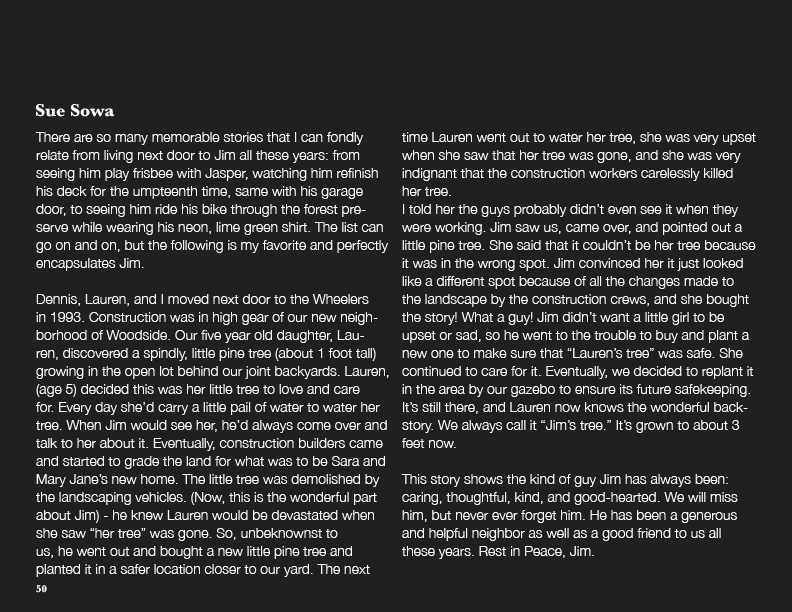 Sue Sowa
There are so many memorable stories that I can fondly
relate from living next door to Jim all these years: from
seeing him play frisbee with Jasper, watching him refinish
his deck for the umpteenth time, same with his garage
door, to seeing him ride his bike through the forest pre-
serve while wearing his neon, lime green shirt. The list can
go on and on, but the following is my favorite and perfectly
encapsulates Jim.
Dennis, Lauren, and I moved next door to the Wheelers
in 1993. Construction was in high gear of our new neigh-
borhood of Woodside. Our five year old daughter, Lau-
ren, discovered a spindly, little pine tree (about 1 foot tall)
growing in the open lot behind our joint backyards. Lauren,
(age 5) decided this was her little tree to love and care
for. Every day she’d carry a little pail of water to water her
tree. When Jim would see her, he’d always come over and
talk to her about it. Eventually, construction builders came
and started to grade the land for what was to be Sara and
Mary Jane’s new home. The little tree was demolished by
the landscaping vehicles. (Now, this is the wonderful part
about Jim) - he knew Lauren would be devastated when
she saw “her tree” was gone. So, unbeknownst to
us, he went out and bought a new little pine tree and
planted it in a safer location closer to our yard. The next
time Lauren went out to water her tree, she was very upset
when she saw that her tree was gone, and she was very
indignant that the construction workers carelessly killed
her tree.
I told her the guys probably didn’t even see it when they
were working. Jim saw us, came over, and pointed out a
little pine tree. She said that it couldn’t be her tree because
it was in the wrong spot. Jim convinced her it just looked
like a different spot because of all the changes made to
the landscape by the construction crews, and she bought
the story! What a guy! Jim didn’t want a little girl to be
upset or sad, so he went to the trouble to buy and plant a
new one to make sure that “Lauren’s tree” was safe. She
continued to care for it. Eventually, we decided to replant it
in the area by our gazebo to ensure its future safekeeping.
It’s still there, and Lauren now knows the wonderful back-
story. We always call it “Jim’s tree.” It’s grown to about 3
feet now.
This story shows the kind of guy Jim has always been:
caring, thoughtful, kind, and good-hearted. We will miss
him, but never ever forget him. He has been a generous
and helpful neighbor as well as a good friend to us all
these years. Rest in Peace, Jim.
50